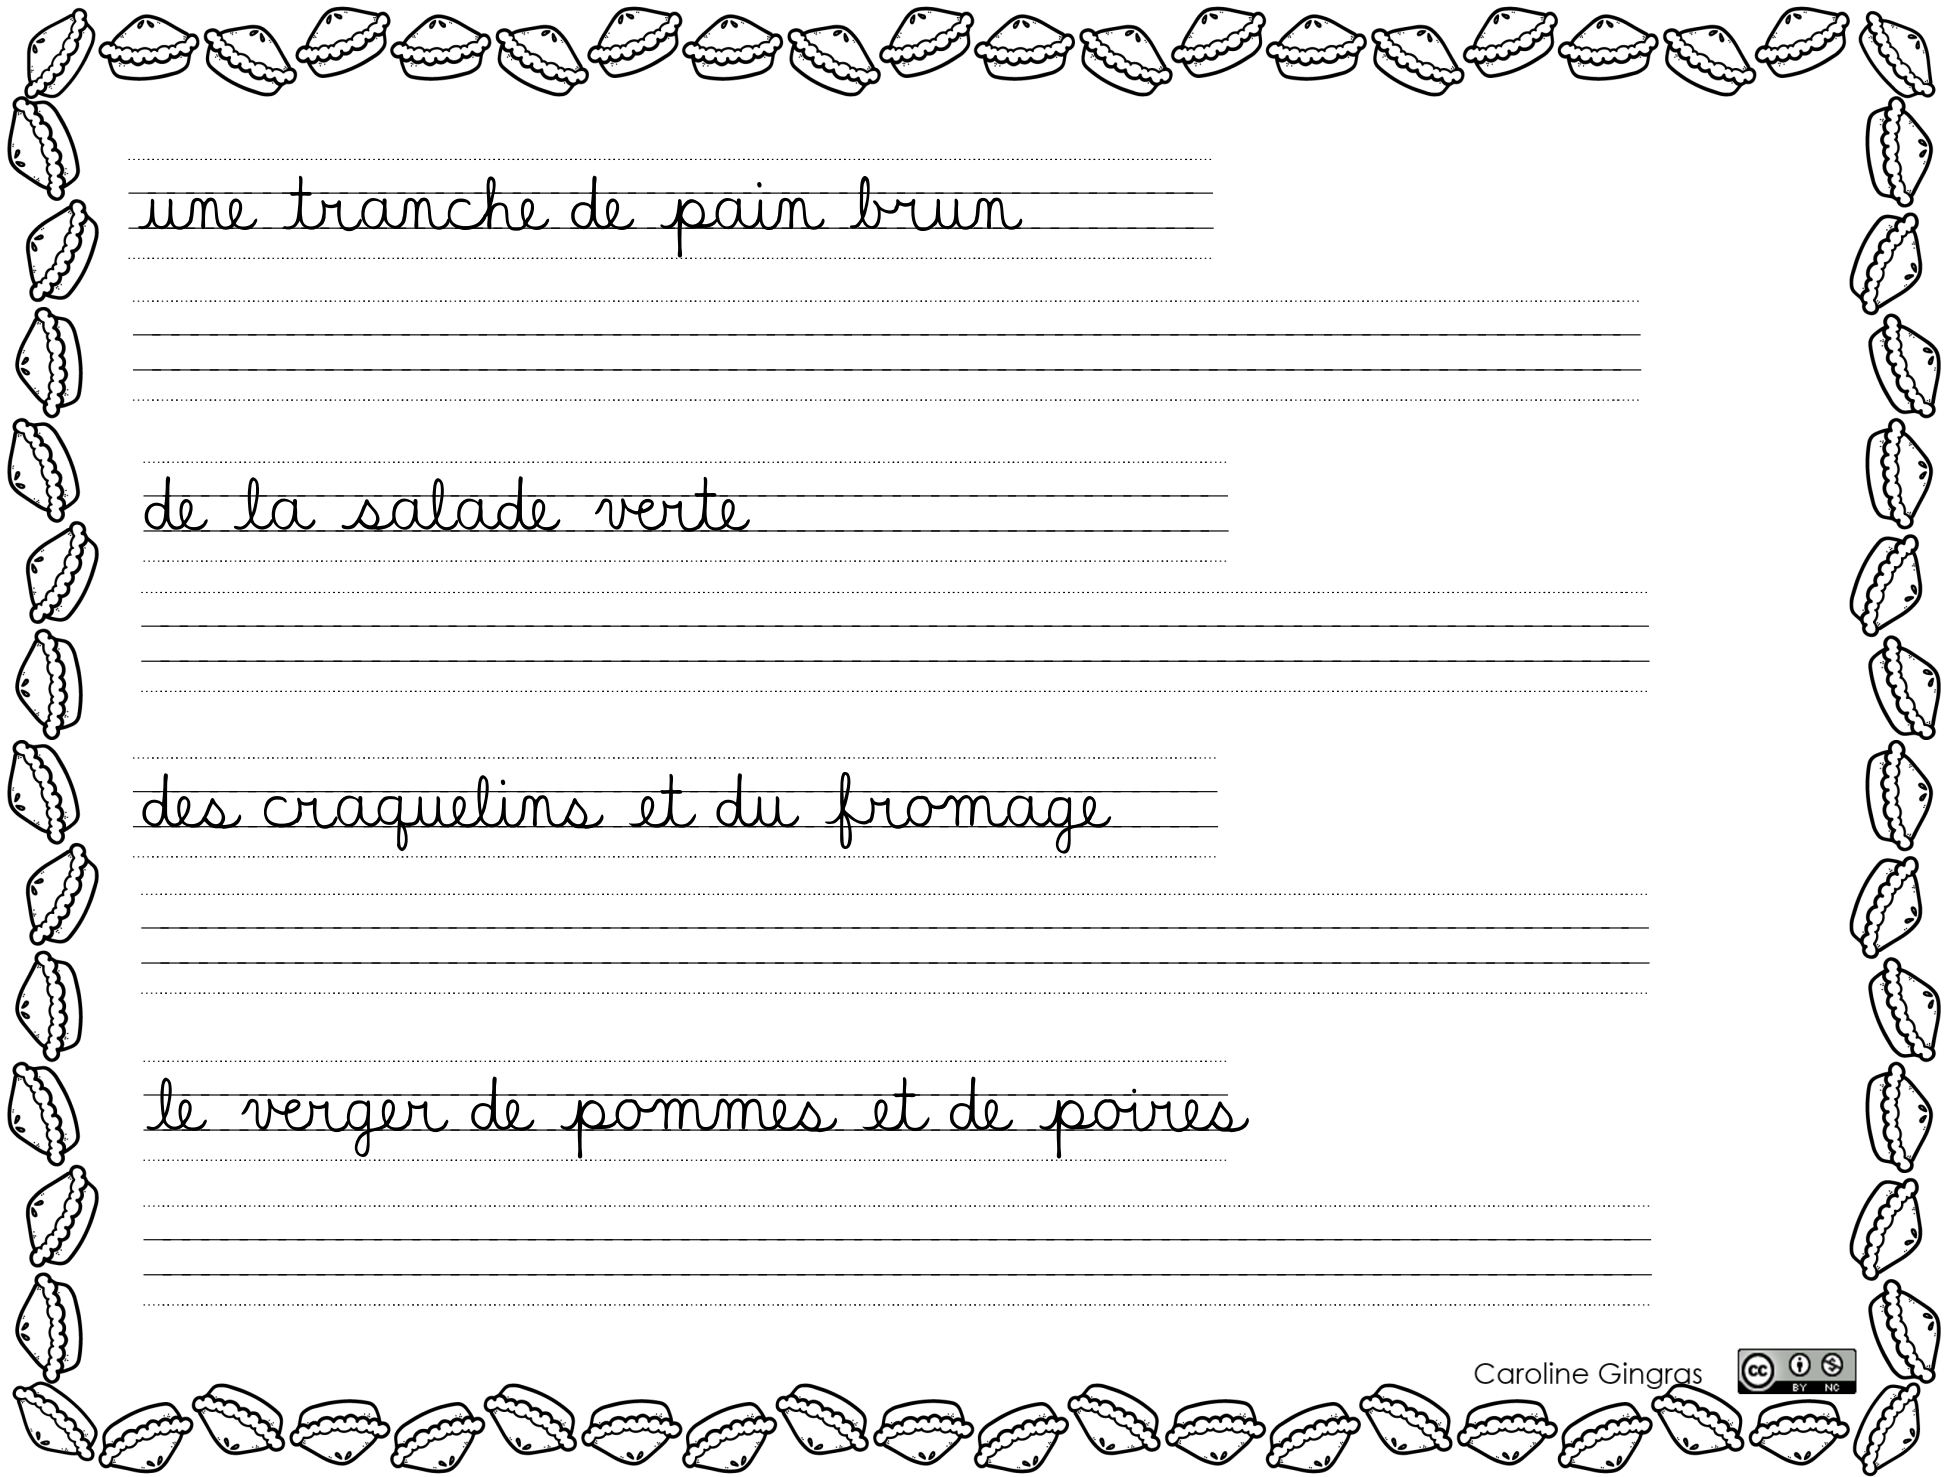 une tranche de pain brun
de la salade verte
des craquelins et du fromage
le verger de pommes et de poires
Caroline Gingras
cc BY NC